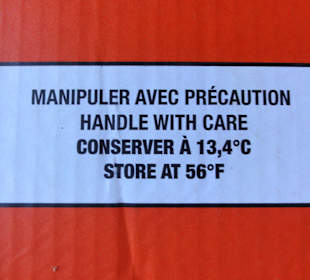 MANIPULER AVEC PRÉCAUTION
HANDLE WITH CARE
CONSERVER À 13,4°C
STORE AT 56°F